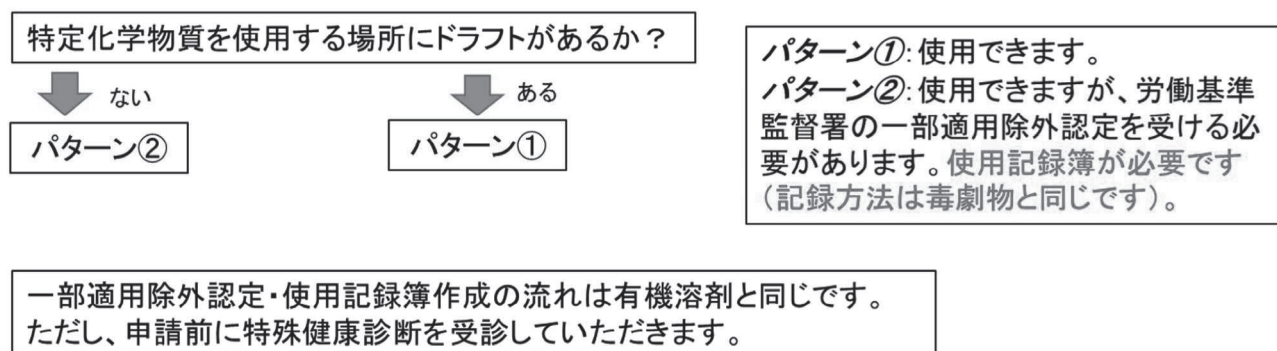 特定化学物質を使用する場所にドラフトがあるか？
ない
ある
パターン②
パターン①
パターン①:使用できます。
パターン②:使用できますが、労働基準
監督署の一部適用除外認定を受ける必
要があります。使用記録簿が必要です
（記録方法は毒劇物と同じです）。
一部適用除外認定・使用記録簿作成の流れは有機溶剤と同じです。
ただし、申請前に特殊健康診断を受診していただきます。